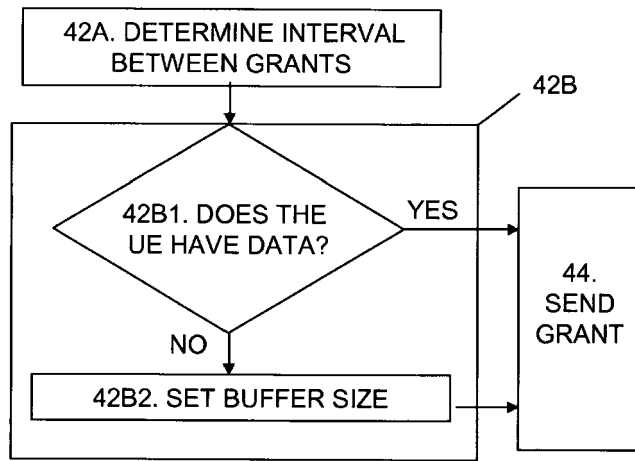 42A. DETERMINE INTERVAL
BETWEEN GRANTS
42B
42B1. DOES THE
UE HAVE DATA?
YES
44.
SEND
GRANT
NO
42B2. SET BUFFER SIZE